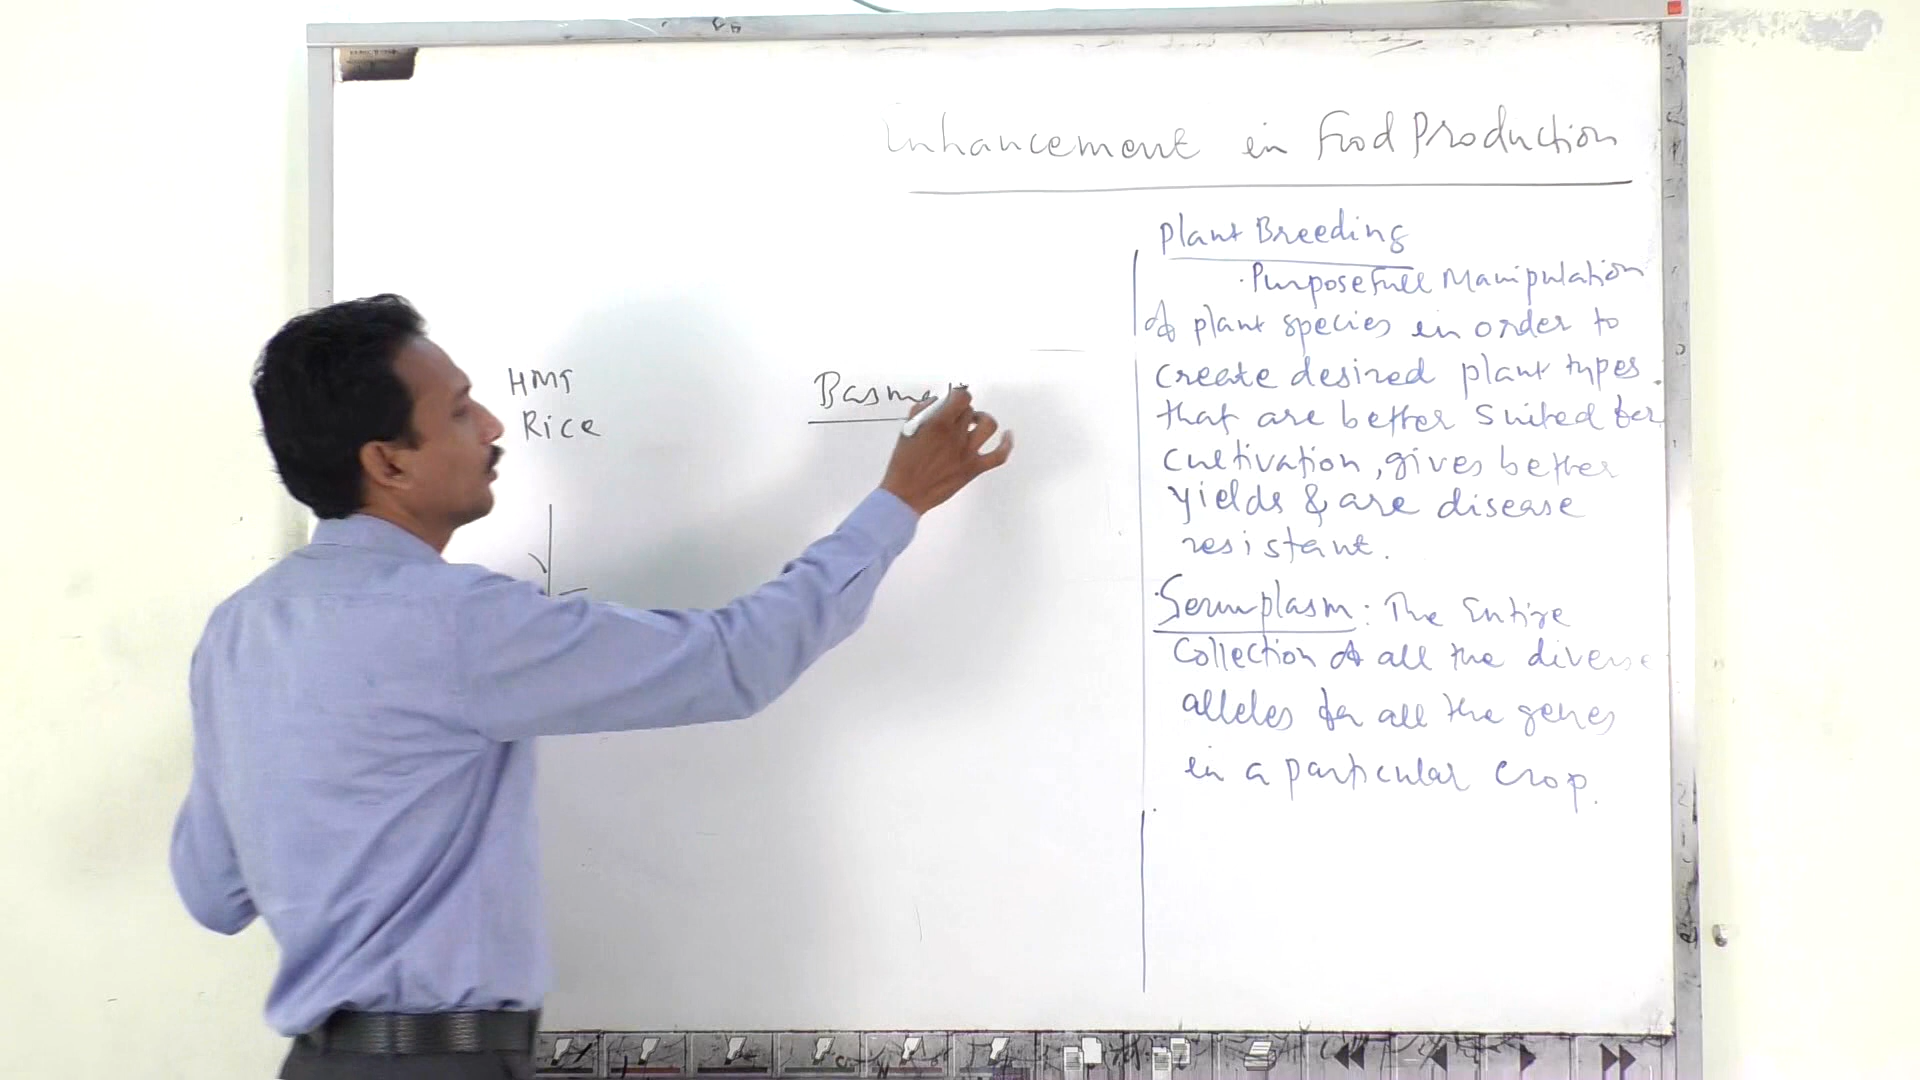 Enhancement in Food Production
Plant Breeding
. Purposefull Manipulation
of plant species in order to
create desired plant types.
that are better suited for
cultivation, gives better
yields & are disease
resistant.
. Germplasm : The Entire
Collection of all the diverse
alleles for all the genes
in a particular crop.
HMT
Rice